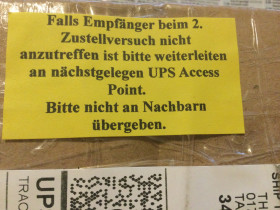 Falls Empfänger beim 2.
Zustellversuch nicht
anzutreffen ist bitte weiterleiten
an nächstgelegen UPS Access
Point.
Bitte nicht an Nachbarn
übergeben.
UP
TRAC
SHIP
TH
01
TA
34